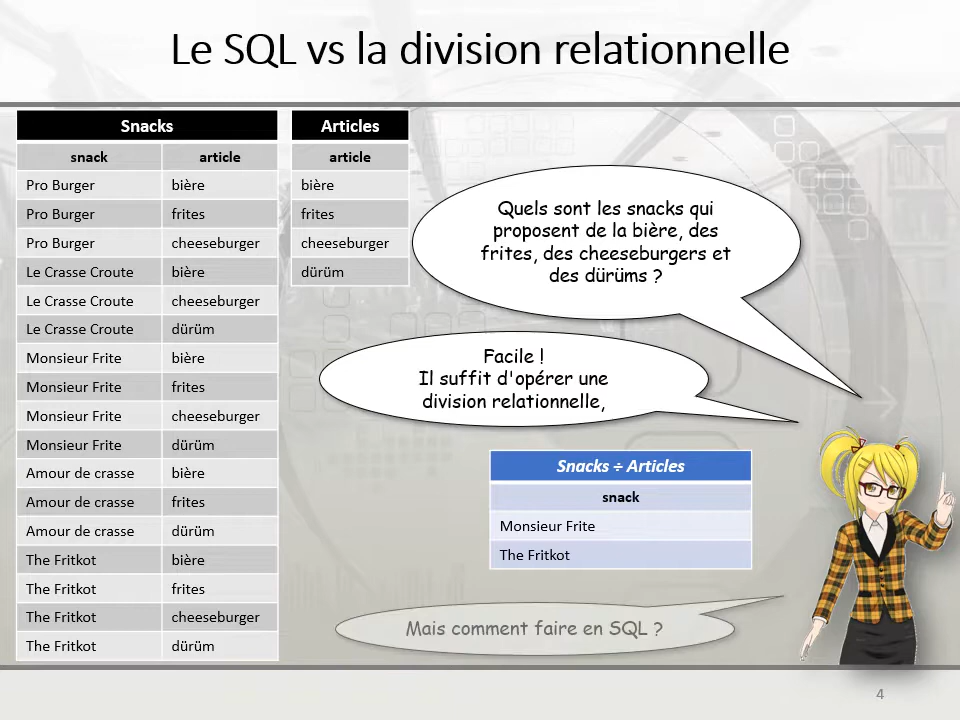 Le SQL vs la division relationnelle
Snacks
snack article
Pro Burger bière
Pro Burger frites
Pro Burger cheeseburger
Le Crasse Croute bière
Le Crasse Croute cheeseburger
Le Crasse Croute dürüm
Monsieur Frite bière
Monsieur Frite frites
Monsieur Frite cheeseburger
Monsieur Frite dürüm
Amour de crasse bière
Amour de crasse frites
Amour de crasse dürüm
The Fritkot bière
The Fritkot frites
The Fritkot cheeseburger
The Fritkot dürüm
Articles
article
bière
frites
cheeseburger
dürüm
Quels sont les snacks qui
proposent de la bière, des
frites, des cheeseburgers et
des dürüms ?
Facile !
Il suffit d'opérer une
division relationnelle,
Snacks ÷ Articles
snack
Monsieur Frite
The Fritkot
Mais comment faire en SQL ?
4